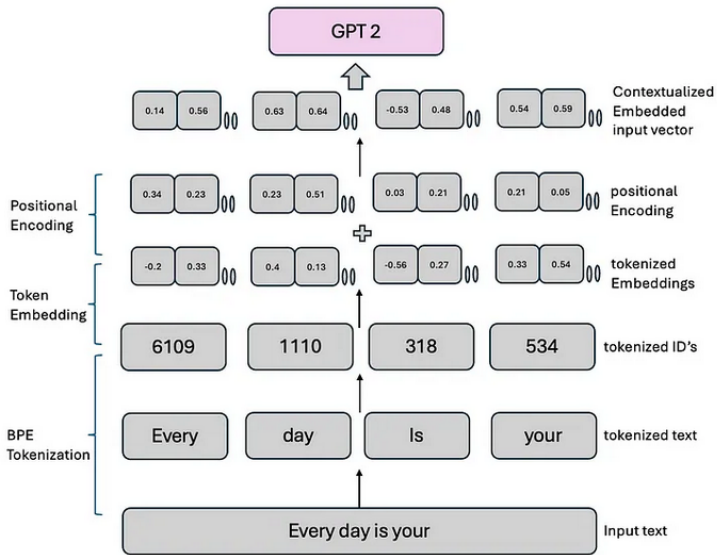 GPT 2
0.14 0.56 0.63 0.64 -0.53 0.48 0.54 0.59
Contextualized
Embedded
input vector
Positional
Encoding
0.34 0.23 0.23 0.51 0.03 0.21 0.21 0.05
positional
Encoding
-0.2 0.33 0.4 0.13 -0.56 0.27 0.33 0.54
tokenized
Embeddings
Token
Embedding
6109 1110 318 534
tokenized ID's
BPE
Tokenization
Every day Is your
tokenized text
Every day is your
Input text